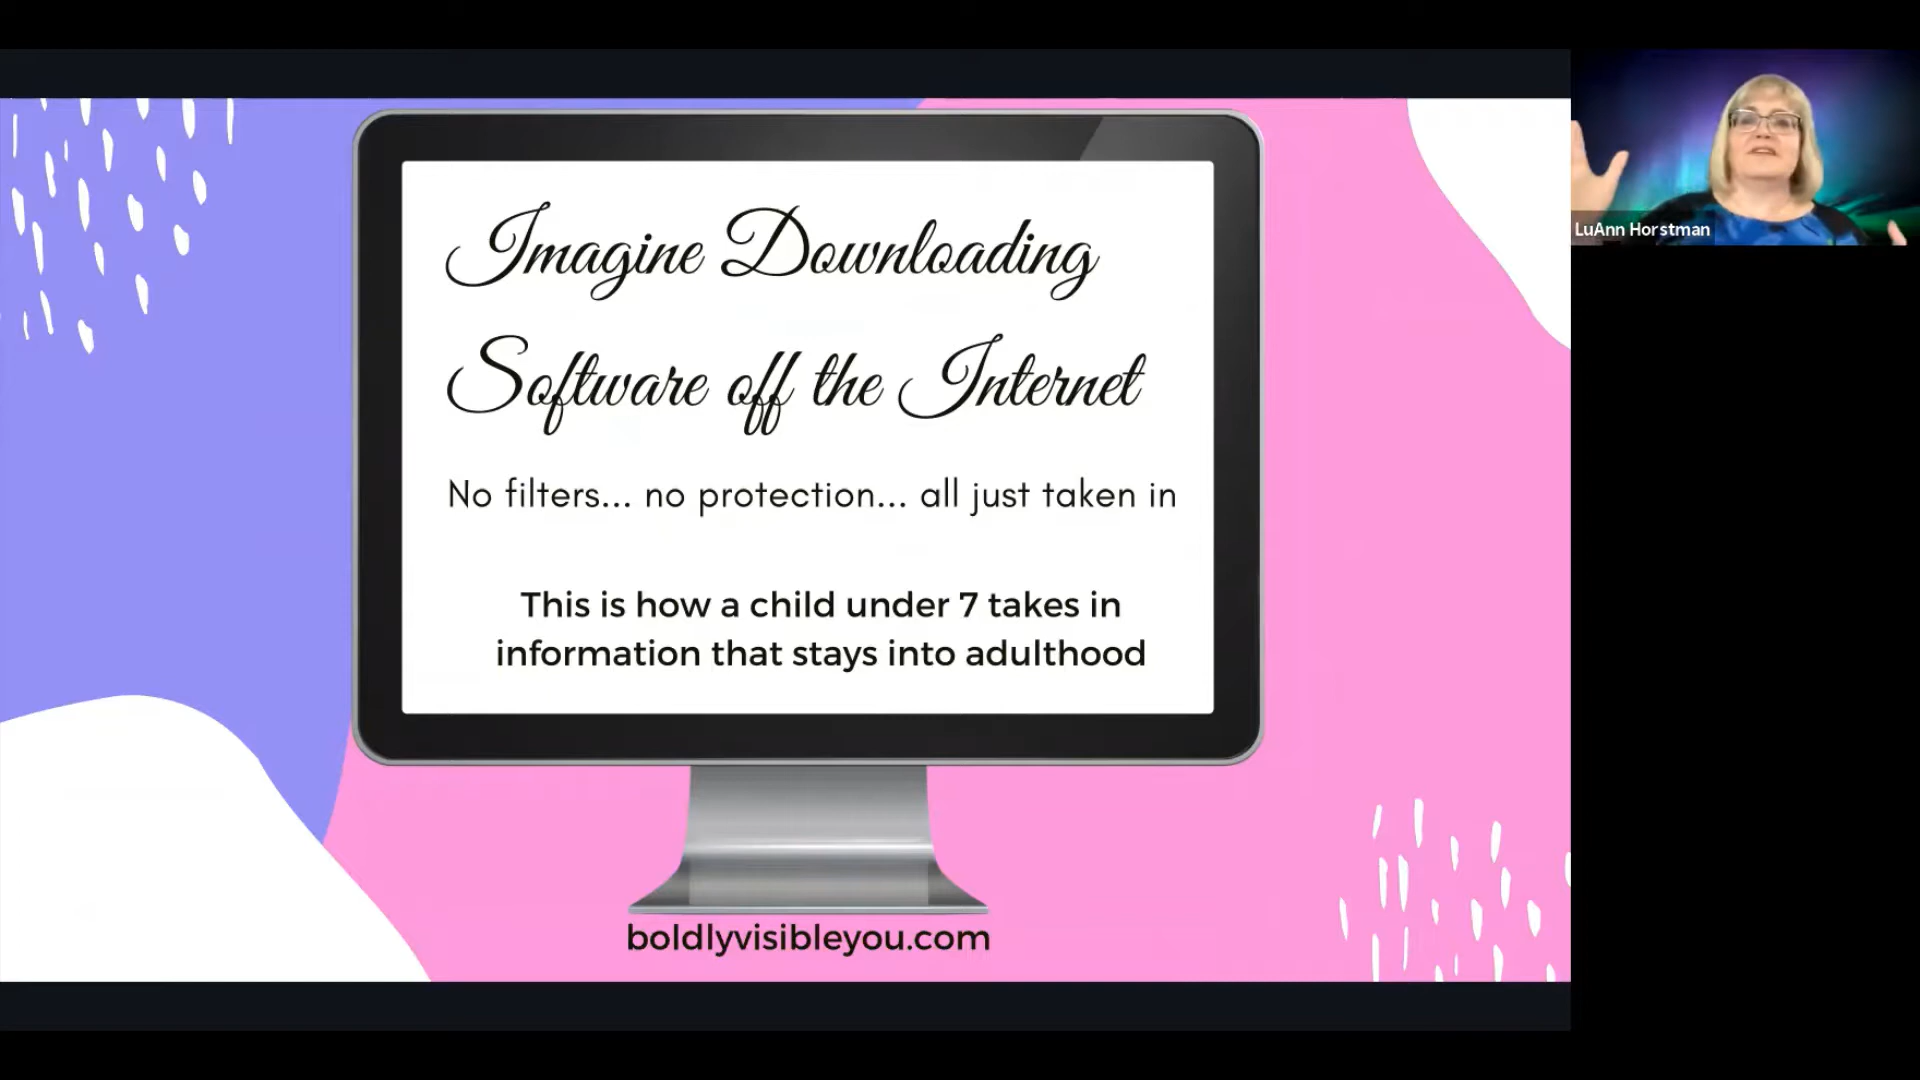 Imagine Downloading
Software off the Internet
No filters... no protection... all just taken in
This is how a child under 7 takes in
information that stays into adulthood
boldlyvisibleyou.com
LuAnn Horstman